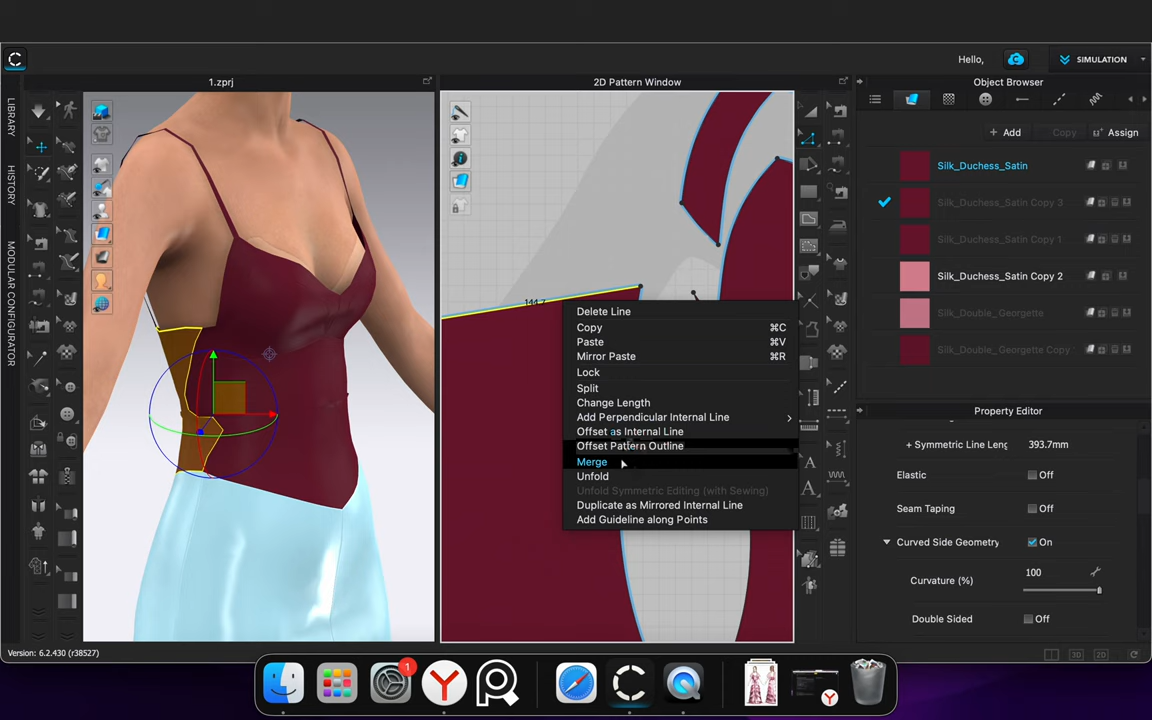 Hello,
SIMULATION
1.zprj
2D Pattern Window
Object Browser
LIBRARY
HISTORY
MODULAR CONFIGURATOR
+ Add
Copy
Assign
Silk_Duchess_Satin
Silk_Duchess_Satin Copy 3
Silk_Duchess_Satin Copy 1
Silk_Duchess_Satin Copy 2
Silk_Double_Georgette
Silk_Double_Georgette Copy
144.7
Delete Line
Copy ⌘C
Paste ⌘V
Mirror Paste ⌘R
Lock
Split
Change Length
Add Perpendicular Internal Line
Offset as Internal Line
Offset Pattern Outline
Merge
Unfold
Unfold Symmetric Editing (with Sewing)
Duplicate as Mirrored Internal Line
Add Guideline along Points
Property Editor
+ Symmetric Line Leng 393.7mm
Elastic Off
Seam Taping Off
Curved Side Geometry On
Curvature (%) 100
Double Sided Off
Version: 6.2.430 (r38527)
3D
2D
1